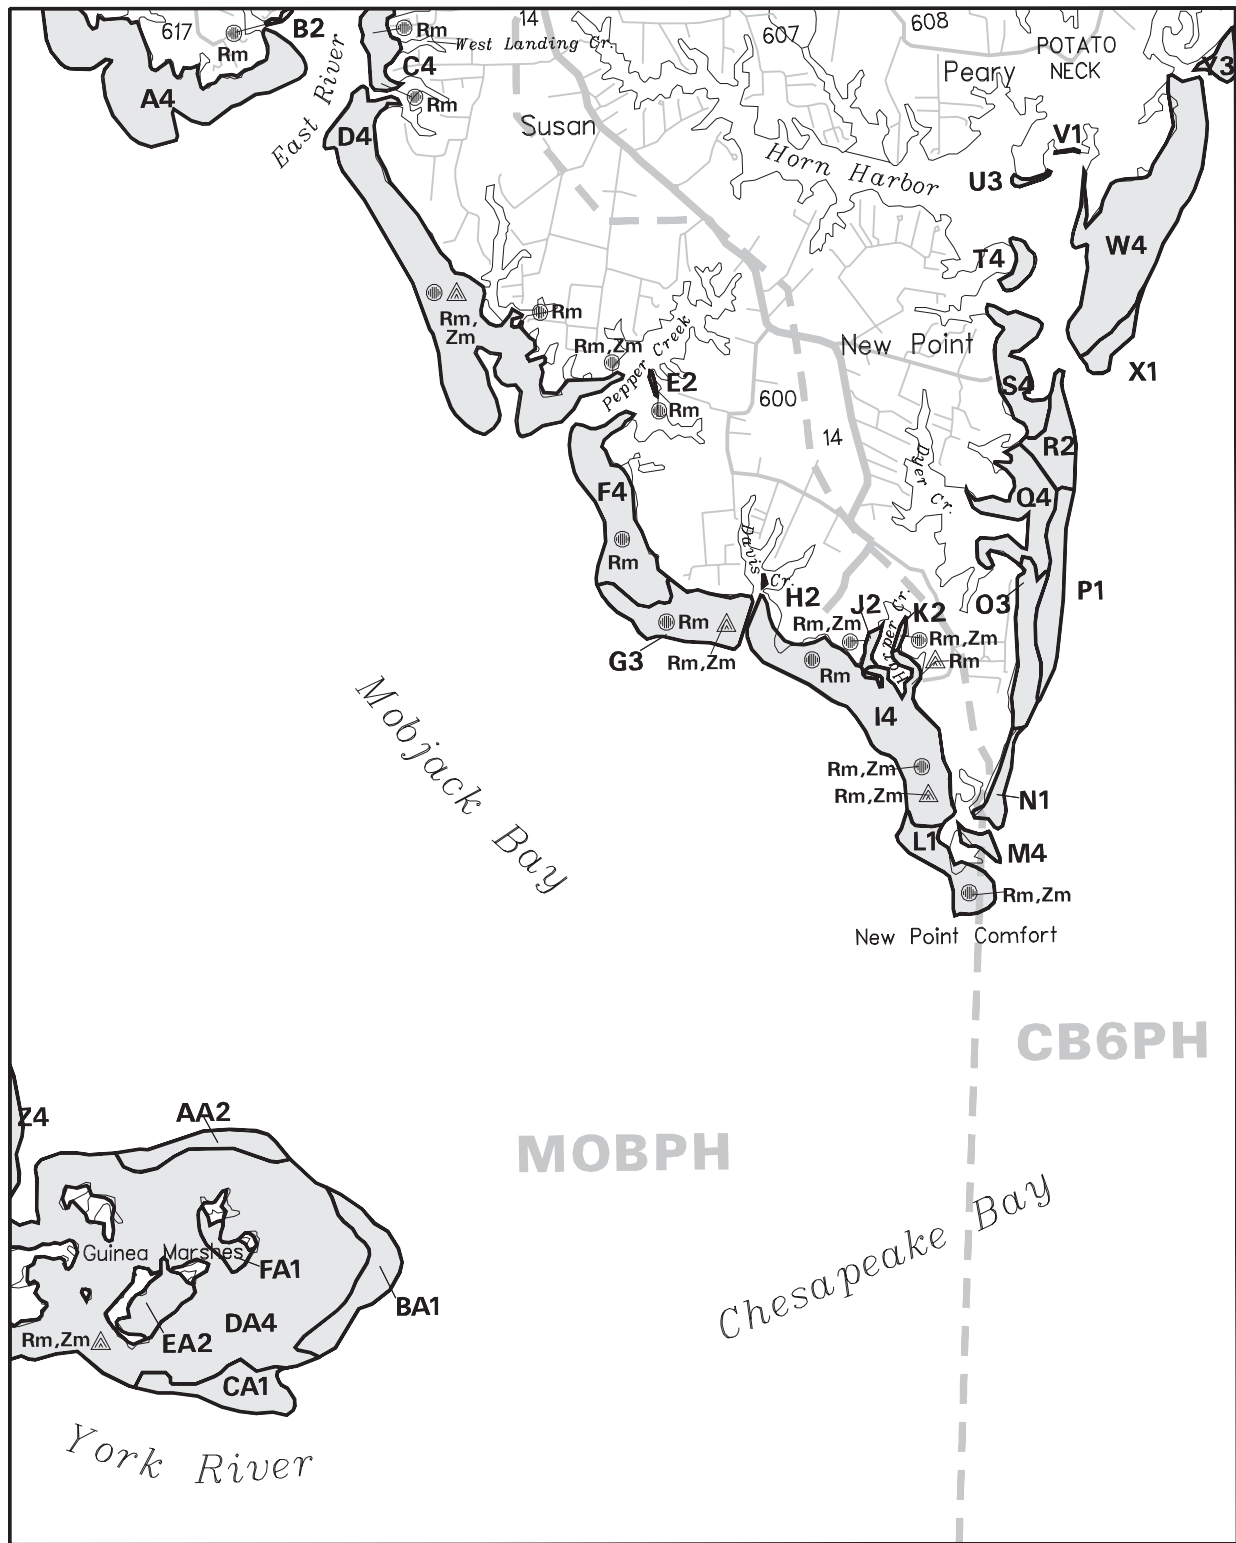 617
Rm
B2
A4
East River
Rm
C4
Rm
West Landing Cr.
14
607
608
POTATO
NECK
Peary
Susan
D4
Horn Harbor
V1
U3
T4
W4
X1
Rm,
Zm
Rm
Rm,Zm
Pepper Creek
E2
Rm
New Point
600
14
S4
R2
Q4
Dyer Cr.
F4
Rm
Davis Cr.
H2
J2
K2
O3
P1
Rm,Zm
Rm,Zm
Rm
G3
Rm
Rm,Zm
Rm
I4
Rm,Zm
Rm,Zm
N1
L1
M4
Rm,Zm
New Point Comfort
Mobjack Bay
CB6PH
MOBPH
Chesapeake Bay
Z4
AA2
Guinea Marshes
FA1
BA1
DA4
EA2
Rm,Zm
CA1
York River